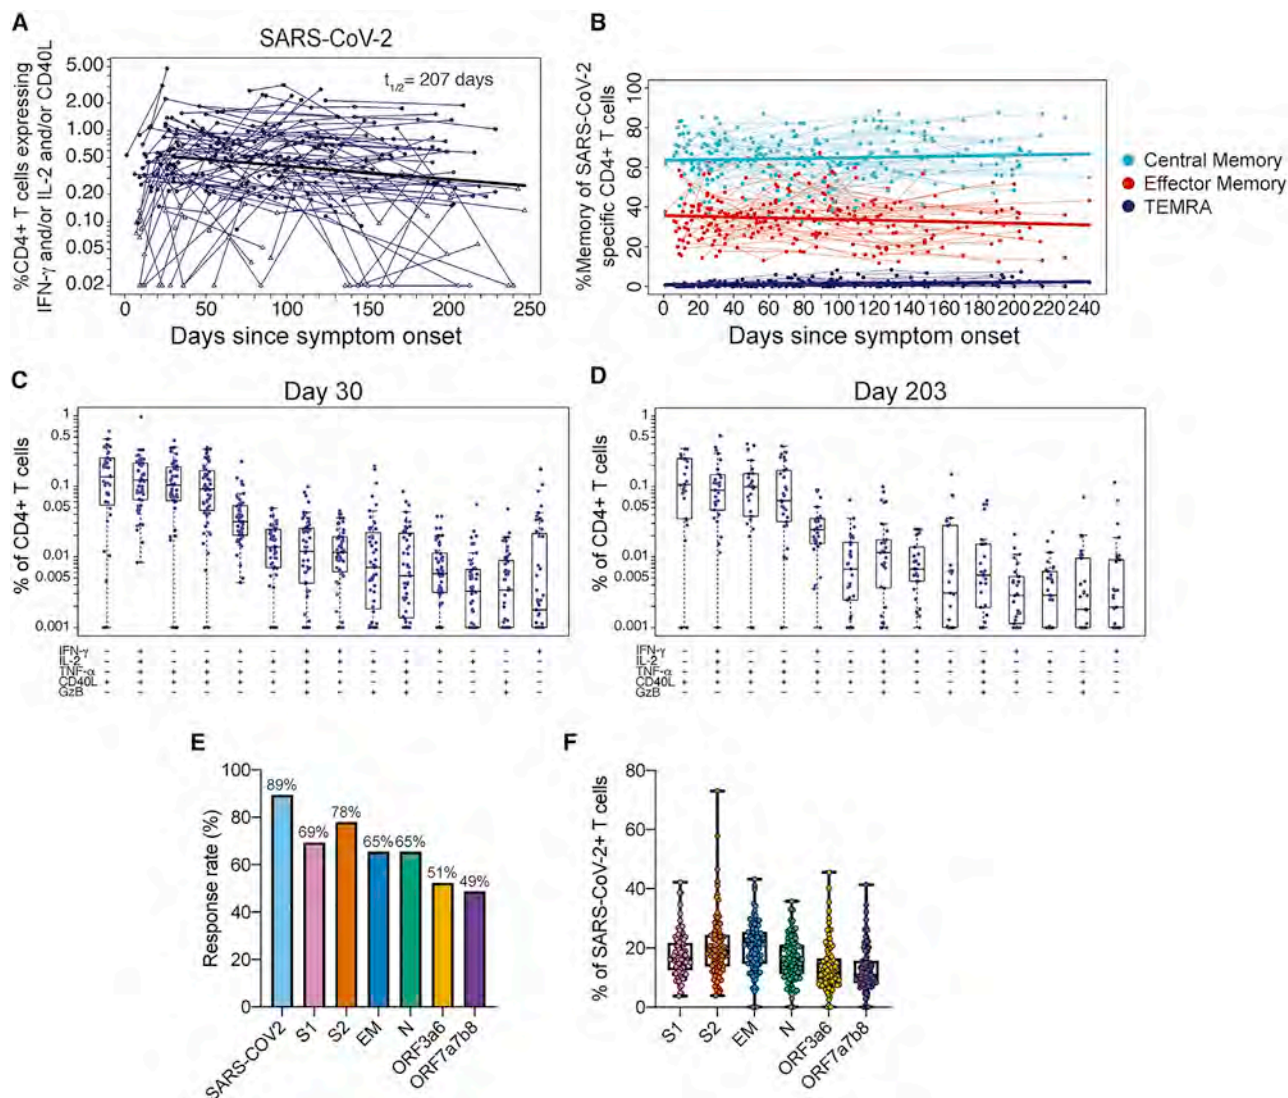 A
SARS-CoV-2
%CD4+ T cells expressing
IFN-γ and/or IL-2 and/or CD40L
5.00
2.00
1.00
0.50
0.20
0.10
0.05
0.02
t1/2= 207 days
0 50 100 150 200 250
Days since symptom onset
B
%Memory of SARS-CoV-2
specific CD4+ T cells
100
80
60
40
20
0
0 20 40 60 80 100 120 140 160 180 200 220 240
Days since symptom onset
Central Memory
Effector Memory
TEMRA
C
Day 30
% of CD4+ T cells
1
0.5
0.1
0.01
0.005
0.001
IFN-γ
IL-2
TNF-α
CD40L
GzB
D
Day 203
% of CD4+ T cells
1
0.5
0.1
0.01
0.005
0.001
IFN-γ
IL-2
TNF-α
CD40L
GzB
E
Response rate (%)
100
80
60
40
20
0
89%
69%
78%
65%
65%
51%
49%
SARS-COV2
S1
S2
EM
N
ORF3a6
ORF7a7b8
F
% of SARS-CoV-2+ T cells
80
60
40
20
0
S1
S2
EM
N
ORF3a6
ORF7a7b8